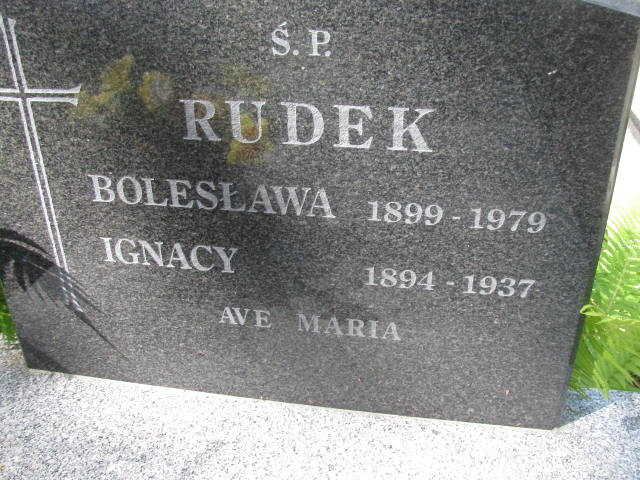 Ś.P.
RUDEK
BOLESŁAWA 1899 - 1979
IGNACY 1894 - 1937
AVE MARIA